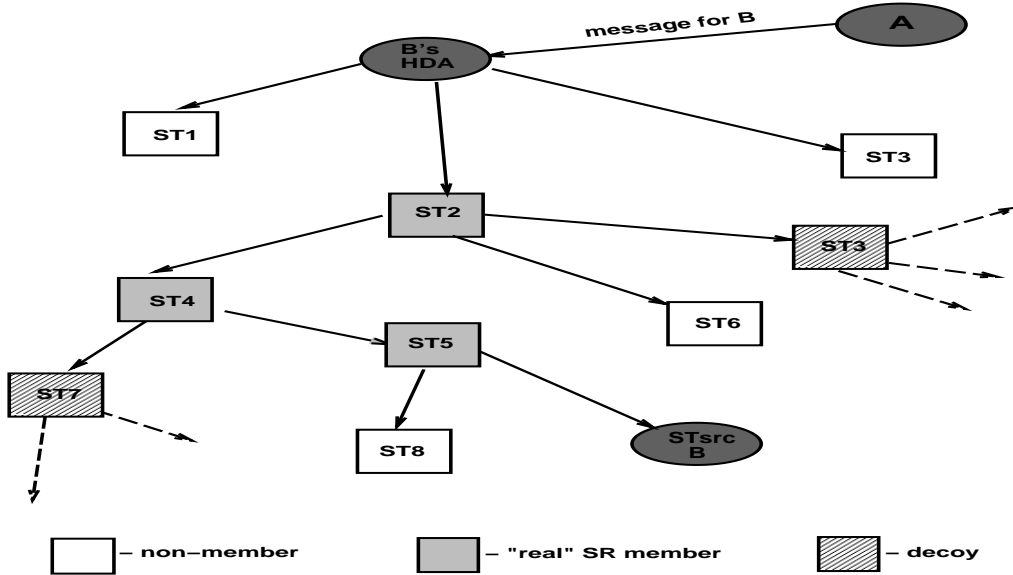 message for B
A
B's
HDA
ST1
ST3
ST2
ST3
ST4
ST6
ST5
ST7
ST8
STsrc
B
– non–member
– "real" SR member
– decoy